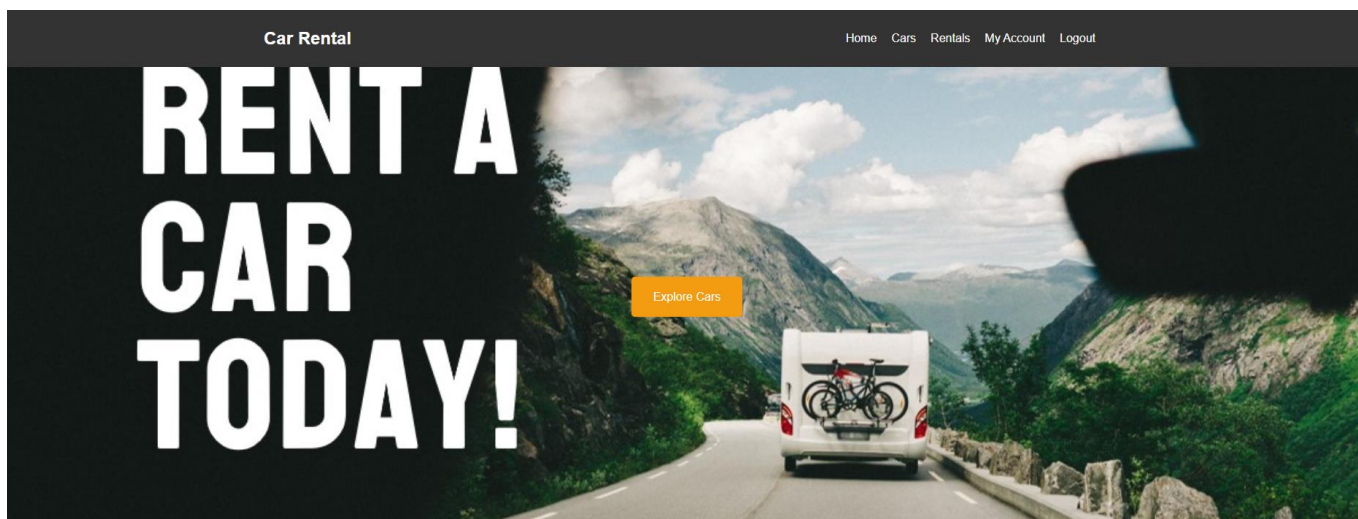 Car Rental
Home Cars Rentals My Account Logout
RENT A
CAR
TODAY!
Explore Cars